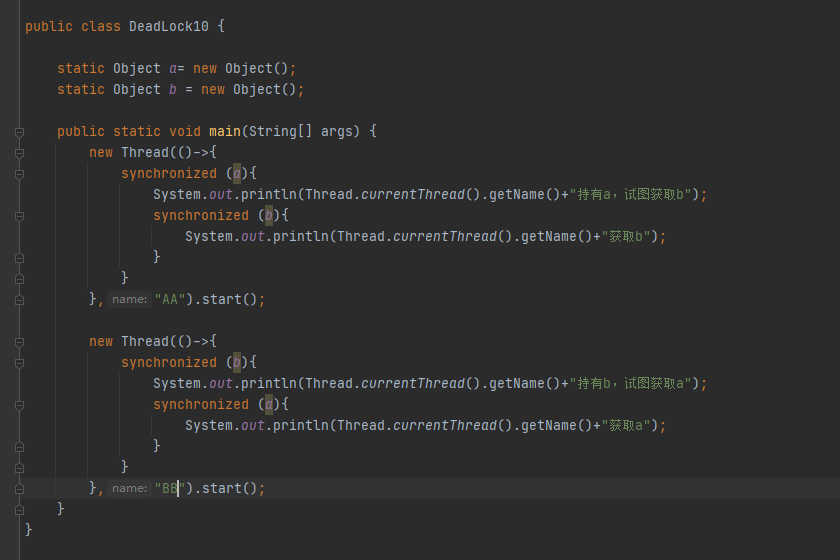 public class DeadLock10 {
static Object a= new Object();
static Object b = new Object();
public static void main(String[] args) {
new Thread(()->{
synchronized (a){
System.out.println(Thread.currentThread().getName()+"持有a，试图获取b");
synchronized (b){
System.out.println(Thread.currentThread().getName()+"获取b");
}
}
}, name: "AA").start();
new Thread(()->{
synchronized (b){
System.out.println(Thread.currentThread().getName()+"持有b，试图获取a");
synchronized (a){
System.out.println(Thread.currentThread().getName()+"获取a");
}
}
}, name: "BB").start();
}
}